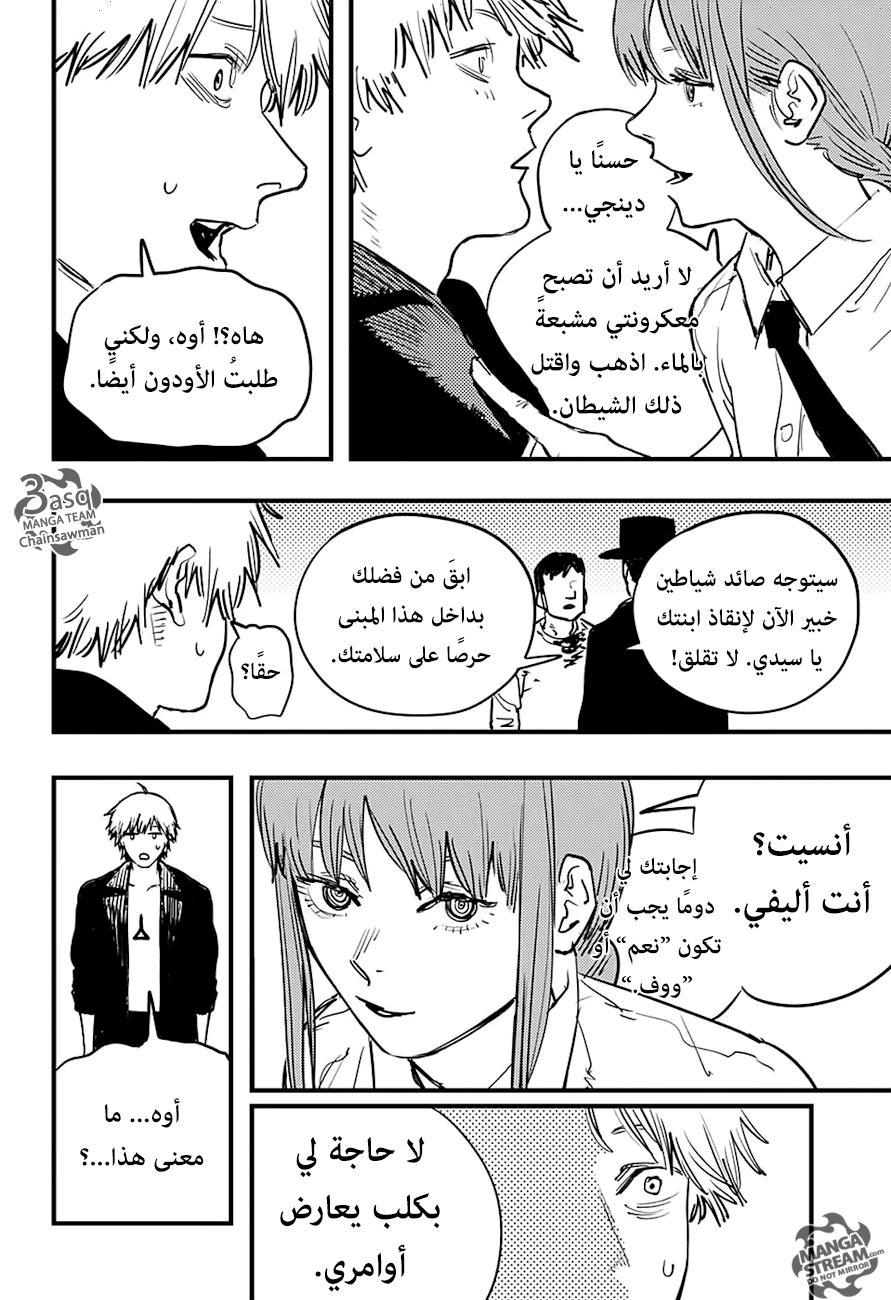 حسنًا يا
دينجي...
لا أريد أن تصبح
معكرونتي مشبعةً
بالماء. اذهب واقتل
ذلك الشيطان.
هاه؟! أوه، ولكني
طلبتُ الأودون أيضًا.
3asq
MANGA TEAM
Chainsawman
سيتوجه صائد شياطين
خبير الآن لإنقاذ ابنتك
يا سيدي. لا تقلق!
ابقَ من فضلك
بداخل هذا المبنى
حرصًا على سلامتك.
حقًا؟
أنسيت؟
أنت أليفي.
إجابتك لي
دومًا يجب أن
تكون ”نعم“ أو
”ووف.“
أوه... ما
معنى هذا...؟
لا حاجة لي
بكلب يعارض
أوامري.
MANGA
STREAM.com
DO NOT MIRROR